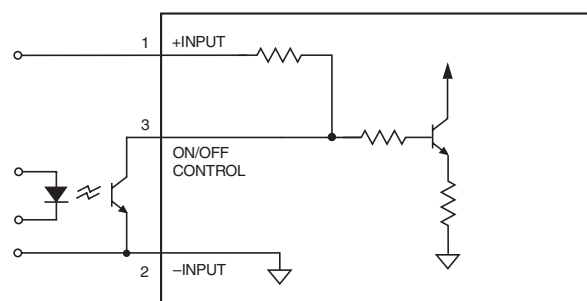 1 +INPUT
3
ON/OFF
CONTROL
2 –INPUT